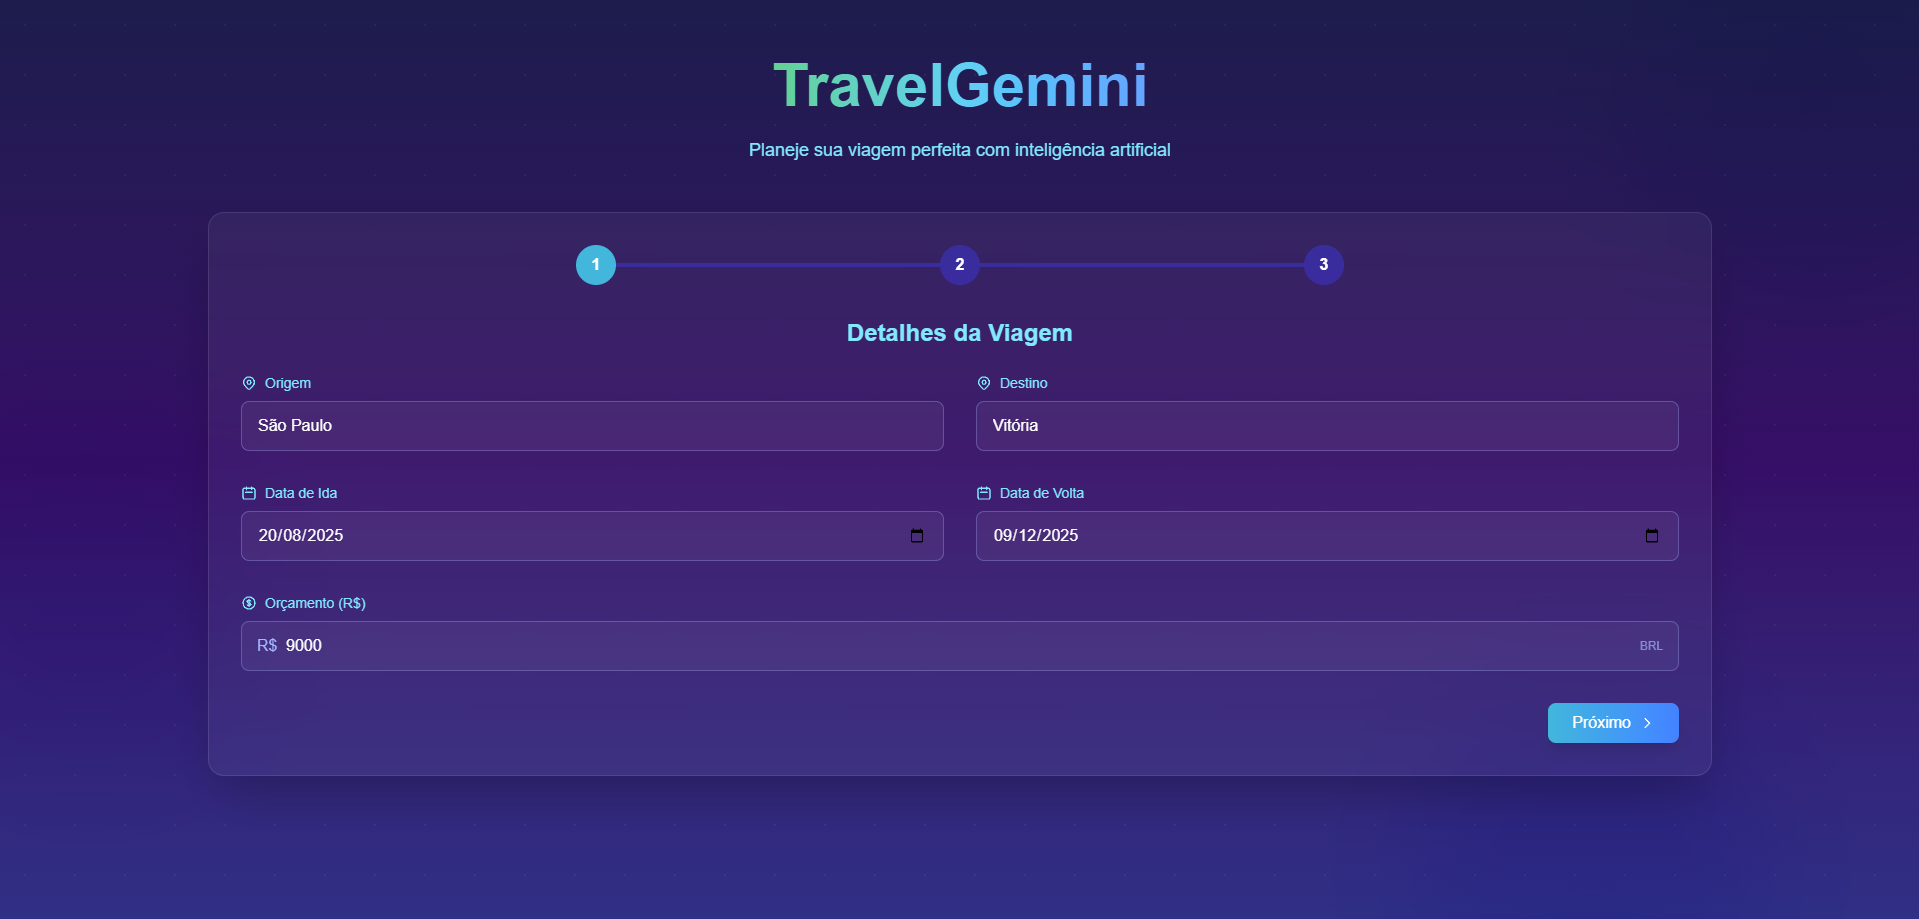 TravelGemini
Planeje sua viagem perfeita com inteligência artificial
1 2 3
Detalhes da Viagem
Origem Destino
São Paulo Vitória
Data de Ida Data de Volta
20/08/2025 09/12/2025
Orçamento (R$)
R$ 9000 BRL
Próximo